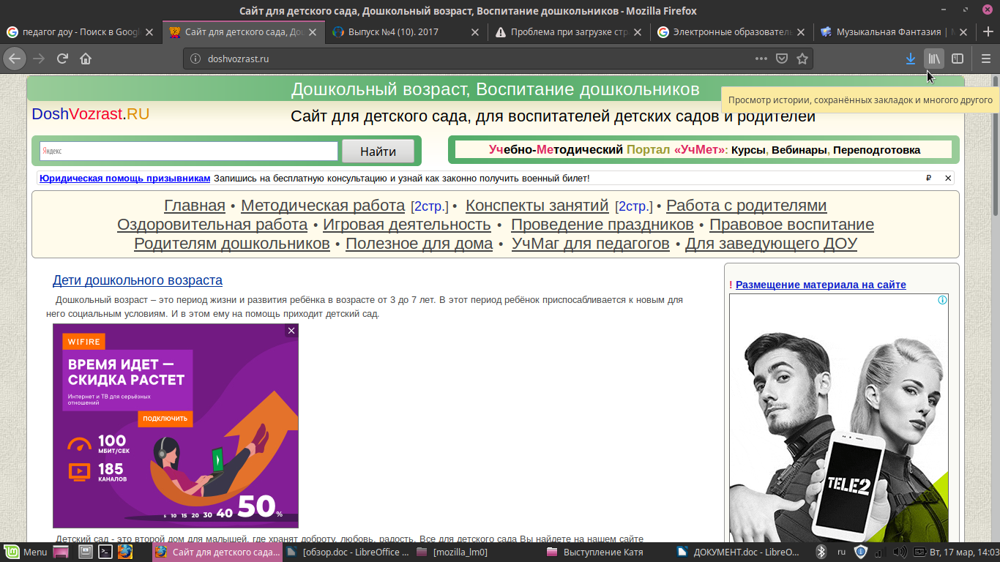 Сайт для детского сада, Дошкольный возраст, Воспитание дошкольников - Mozilla Firefox
педагог доу - Поиск в Googl
Сайт для детского сада, До
Выпуск №4 (10). 2017
Проблема при загрузке стр
Электронные образователь
Музыкальная Фантазия |
doshvozrast.ru
Просмотр истории, сохранённых закладок и многого другого
Дошкольный возраст, Воспитание дошкольников
DoshVozrast.RU
Сайт для детского сада, для воспитателей детских садов и родителей
Яндекс
Найти
Учебно-Методический Портал «УчМет»: Курсы, Вебинары, Переподготовка
Юридическая помощь призывникам Запишись на бесплатную консультацию и узнай как законно получить военный билет!
₽
Главная • Методическая работа [2стр.] • Конспекты занятий [2стр.] • Работа с родителями
Оздоровительная работа • Игровая деятельность • Проведение праздников • Правовое воспитание
Родителям дошкольников • Полезное для дома • УчМаг для педагогов • Для заведующего ДОУ
Дети дошкольного возраста
Дошкольный возраст – это период жизни и развития ребёнка в возрасте от 3 до 7 лет. В этот период ребёнок приспосабливается к новым для
него социальным условиям. И в этом ему на помощь приходит детский сад.
WIFIRE
ВРЕМЯ ИДЕТ —
СКИДКА РАСТЕТ
Интернет и ТВ для серьёзных
отношений
ПОДКЛЮЧИТЬ
100
МБИТ/СЕК
185
КАНАЛОВ
5 10 15 20 30 40 50 %
Детский сад - это второй дом для малышей, где хранят доброту, любовь, радость. Все для детского сада Вы найдете на нашем сайте
! Размещение материала на сайте
TELE2
Menu
Сайт для детского сада...
[обзор.doc - LibreOffice ...
[mozilla_lm0]
Выступление Катя
ДОКУМЕНТ.doc - LibreO...
ru
Вт, 17 мар, 14:03